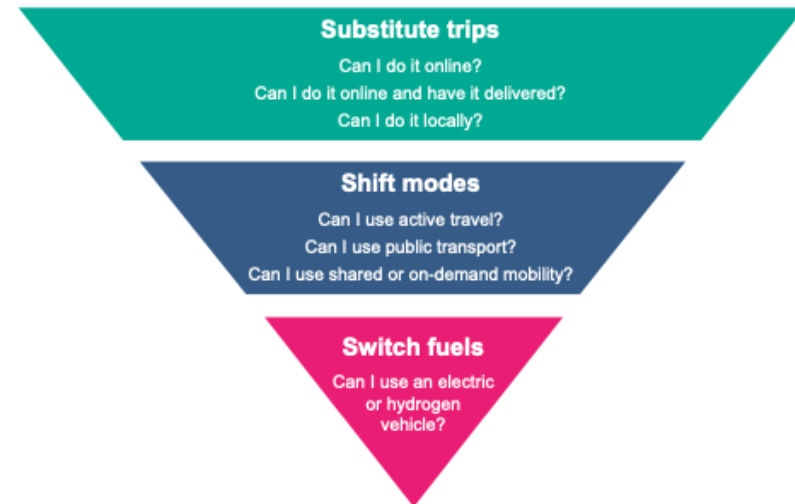 Substitute trips
Can I do it online?
Can I do it online and have it delivered?
Can I do it locally?
Shift modes
Can I use active travel?
Can I use public transport?
Can I use shared or on-demand mobility?
Switch fuels
Can I use an electric
or hydrogen
vehicle?